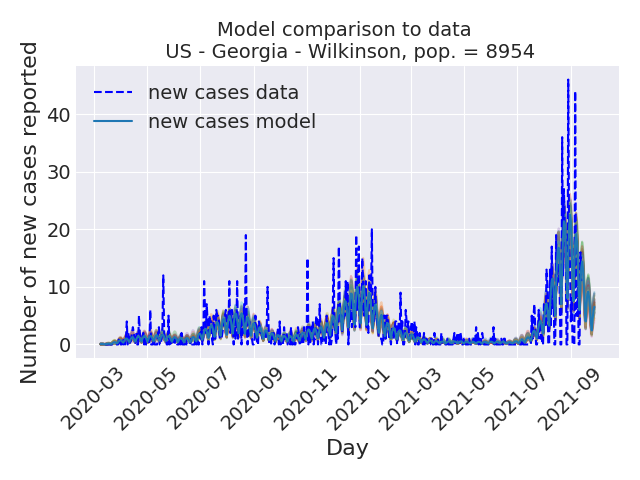 Model comparison to data
US - Georgia - Wilkinson, pop. = 8954
Number of new cases reported
new cases data
new cases model
40
30
20
10
0
2020-03
2020-05
2020-07
2020-09
2020-11
2021-01
2021-03
2021-05
2021-07
2021-09
Day